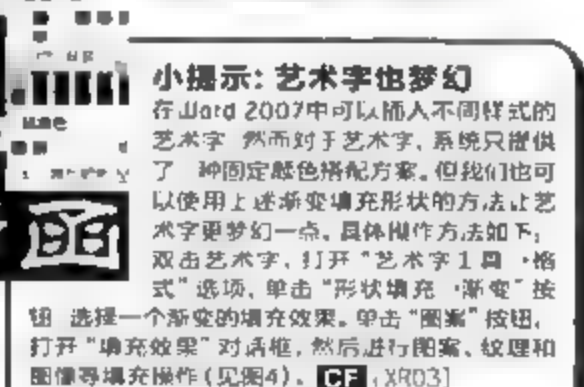 小提示：艺术字也梦幻
在Word 2007中可以插入不同样式的
艺术字 然而对于艺术字，系统只提供
了一种固定颜色搭配方案。但我们也可
以使用上述渐变填充形状的方法让艺
术字更梦幻一点。具体操作方法如下：
双击艺术字，打开“艺术字工具·格
式”选项，单击“形状填充·渐变”按
钮 选择一个渐变的填充效果。单击“图案”按钮，
打开“填充效果”对话框，然后进行图案、纹理和
图像等填充操作（见图4）。CF，XR03]